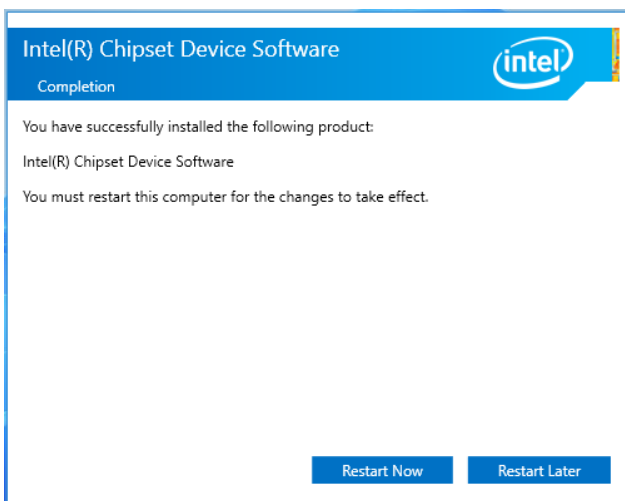 Intel(R) Chipset Device Software
intel
Completion
You have successfully installed the following product:
Intel(R) Chipset Device Software
You must restart this computer for the changes to take effect.
Restart Now
Restart Later